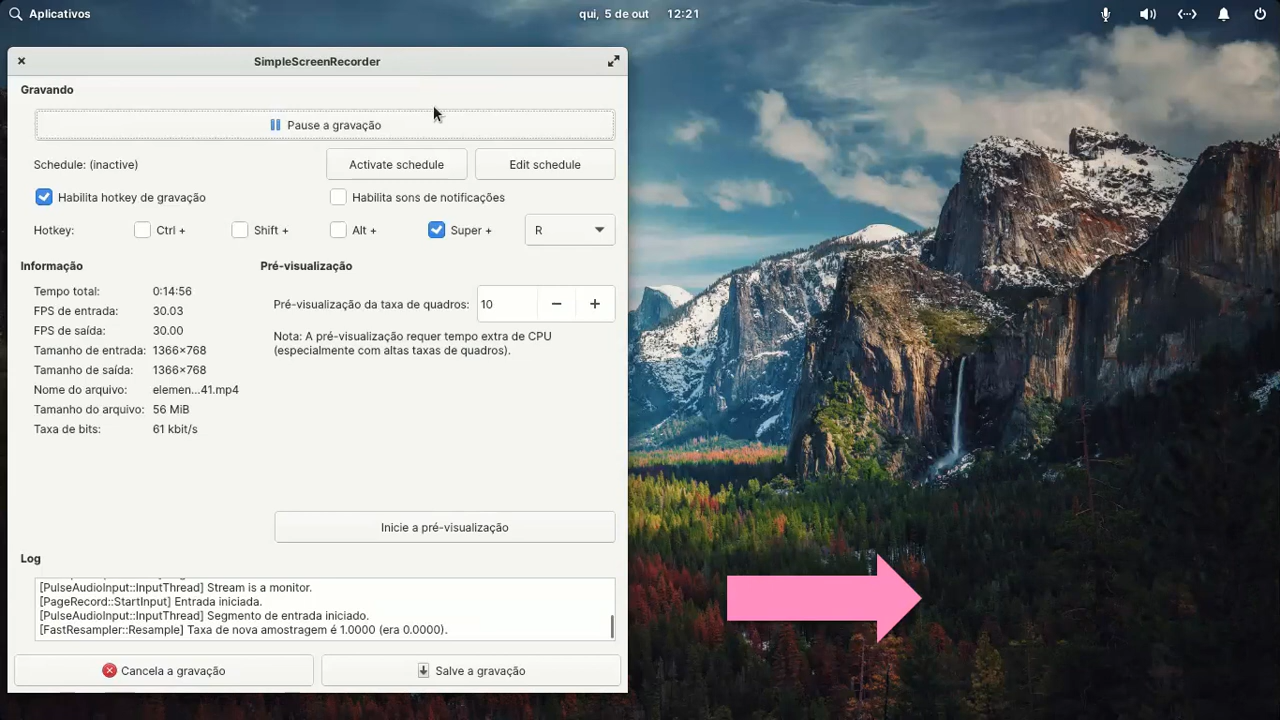 Aplicativos
qui, 5 de out 12:21
SimpleScreenRecorder
Gravando
Pause a gravação
Schedule: (inactive)
Activate schedule
Edit schedule
Habilita hotkey de gravação
Habilita sons de notificações
Hotkey:
Ctrl +
Shift +
Alt +
Super +
R
Informação
Tempo total: 0:14:56
FPS de entrada: 30.03
FPS de saída: 30.00
Tamanho de entrada: 1366×768
Tamanho de saída: 1366×768
Nome do arquivo: elemen...41.mp4
Tamanho do arquivo: 56 MiB
Taxa de bits: 61 kbit/s
Pré-visualização
Pré-visualização da taxa de quadros: 10
Nota: A pré-visualização requer tempo extra de CPU
(especialmente com altas taxas de quadros).
Inicie a pré-visualização
Log
[PulseAudioInput::InputThread] Stream is a monitor.
[PageRecord::StartInput] Entrada iniciada.
[PulseAudioInput::InputThread] Segmento de entrada iniciado.
[FastResampler::Resample] Taxa de nova amostragem é 1.0000 (era 0.0000).
Cancela a gravação
Salve a gravação